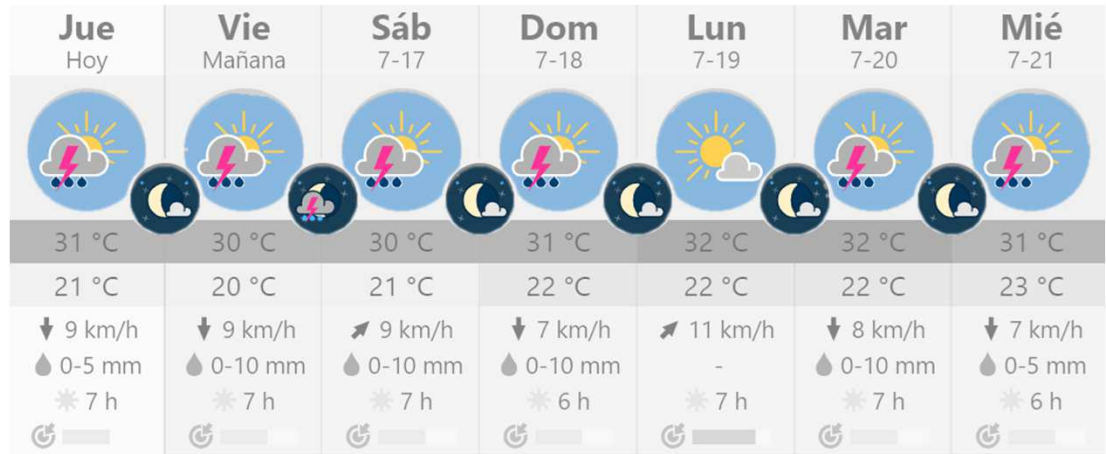 Jue Vie Sáb Dom Lun Mar Mié
Hoy Mañana 7-17 7-18 7-19 7-20 7-21
31 °C 30 °C 30 °C 31 °C 32 °C 32 °C 31 °C
21 °C 20 °C 21 °C 22 °C 22 °C 22 °C 23 °C
9 km/h 9 km/h 9 km/h 7 km/h 11 km/h 8 km/h 7 km/h
0-5 mm 0-10 mm 0-10 mm 0-10 mm - 0-10 mm 0-5 mm
7 h 7 h 7 h 6 h 7 h 7 h 6 h